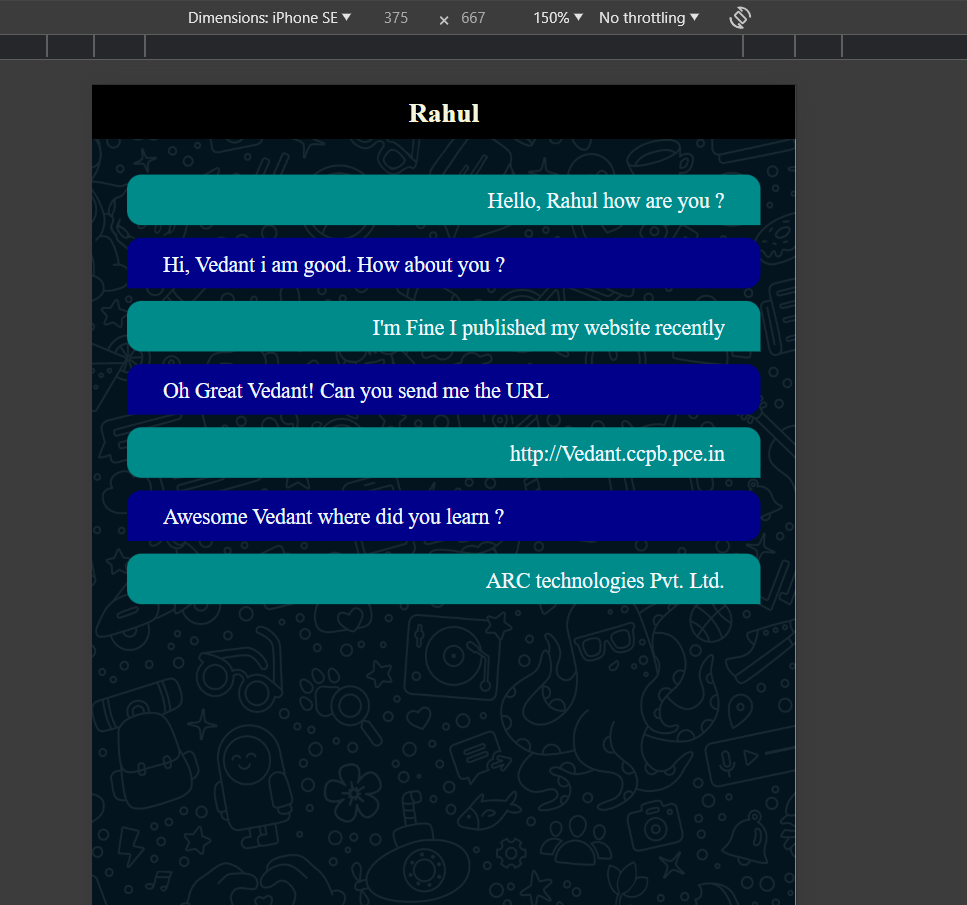 Dimensions: iPhone SE 375 × 667 150% No throttling
Rahul
Hello, Rahul how are you ?
Hi, Vedant i am good. How about you ?
I'm Fine I published my website recently
Oh Great Vedant! Can you send me the URL
http://Vedant.ccpb.pce.in
Awesome Vedant where did you learn ?
ARC technologies Pvt. Ltd.